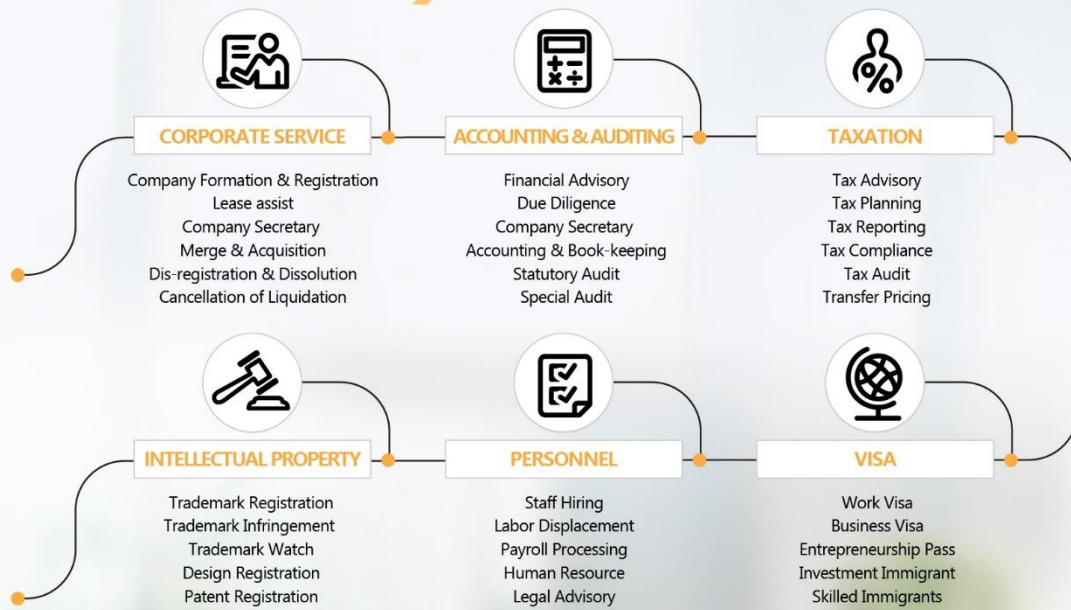 CORPORATE SERVICE
Company Formation & Registration
Lease assist
Company Secretary
Merge & Acquisition
Dis-registration & Dissolution
Cancellation of Liquidation
ACCOUNTING & AUDITING
Financial Advisory
Due Diligence
Company Secretary
Accounting & Book-keeping
Statutory Audit
Special Audit
TAXATION
Tax Advisory
Tax Planning
Tax Reporting
Tax Compliance
Tax Audit
Transfer Pricing
INTELLECTUAL PROPERTY
Trademark Registration
Trademark Infringement
Trademark Watch
Design Registration
Patent Registration
PERSONNEL
Staff Hiring
Labor Displacement
Payroll Processing
Human Resource
Legal Advisory
VISA
Work Visa
Business Visa
Entrepreneurship Pass
Investment Immigrant
Skilled Immigrants